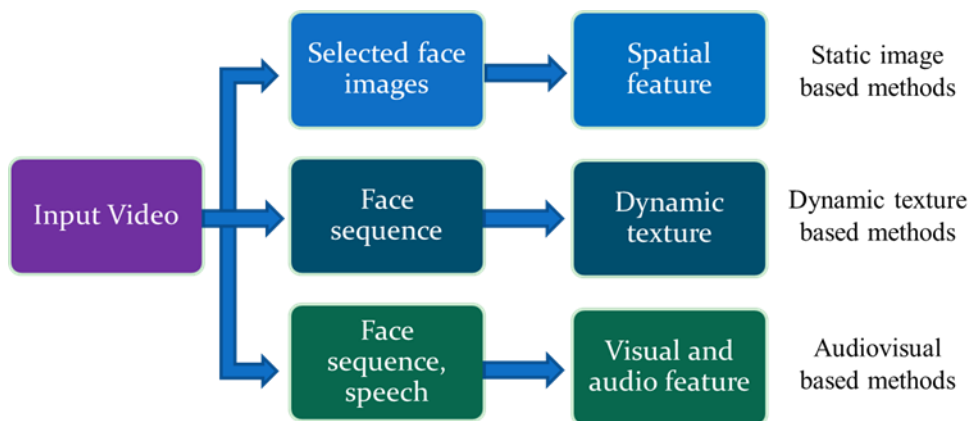 Selected face
images
Spatial
feature
Static image
based methods
Input Video
Face
sequence
Dynamic
texture
Dynamic texture
based methods
Face
sequence,
speech
Visual and
audio feature
Audiovisual
based methods